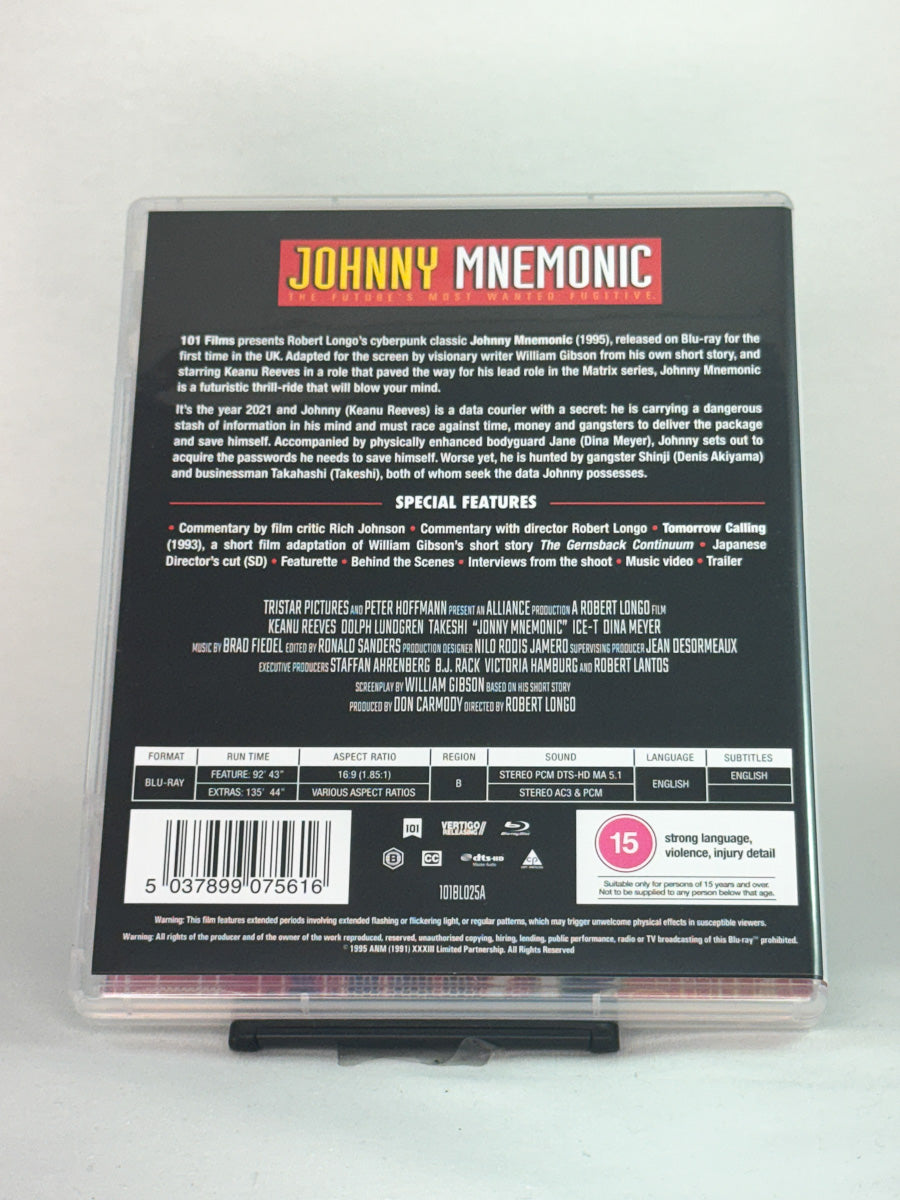 JOHNNY MNEMONIC
THE FUTURE'S MOST WANTED FUGITIVE.
101 Films presents Robert Longo's cyberpunk classic Johnny Mnemonic (1995), released on Blu-ray for the
first time in the UK. Adapted for the screen by visionary writer William Gibson from his own short story, and
starring Keanu Reeves in a role that paved the way for his lead role in the Matrix series, Johnny Mnemonic
is a futuristic thrill-ride that will blow your mind.
It's the year 2021 and Johnny (Keanu Reeves) is a data courier with a secret: he is carrying a dangerous
stash of information in his mind and must race against time, money and gangsters to deliver the package
and save himself. Accompanied by physically enhanced bodyguard Jane (Dina Meyer), Johnny sets out to
acquire the passwords he needs to save himself. Worse yet, he is hunted by gangster Shinji (Denis Akiyama)
and businessman Takahashi (Takeshi), both of whom seek the data Johnny possesses.
SPECIAL FEATURES
• Commentary by film critic Rich Johnson • Commentary with director Robert Longo • Tomorrow Calling
(1993), a short film adaptation of William Gibson's short story The Gernsback Continuum • Japanese
Director's cut (SD) • Featurette • Behind the Scenes • Interviews from the shoot • Music video • Trailer
TRISTAR PICTURES AND PETER HOFFMANN PRESENT AN ALLIANCE PRODUCTION A ROBERT LONGO FILM
KEANU REEVES DOLPH LUNDGREN TAKESHI "JONNY MNEMONIC" ICE-T DINA MEYER
MUSIC BY BRAD FIEDEL EDITED BY RONALD SANDERS PRODUCTION DESIGNER NILO RODIS JAMERO SUPERVISING PRODUCER JEAN DESORMEAUX
EXECUTIVE PRODUCERS STAFFAN AHRENBERG B.J. RACK VICTORIA HAMBURG AND ROBERT LANTOS
SCREENPLAY BY WILLIAM GIBSON BASED ON HIS SHORT STORY
PRODUCED BY DON CARMODY DIRECTED BY ROBERT LONGO
FORMAT RUN TIME ASPECT RATIO REGION SOUND LANGUAGE SUBTITLES
BLU-RAY FEATURE: 92' 43" 16:9 (1.85:1) B STEREO PCM DTS-HD MA 5.1 ENGLISH ENGLISH
EXTRAS: 135' 44" VARIOUS ASPECT RATIOS STEREO AC3 & PCM
5 037899 075616
101 VERTIGO RELEASING Blu-ray Disc
B CC dts-HD Master Audio
101BL025A
15
strong language,
violence, injury detail
Suitable only for persons of 15 years and over.
Not to be supplied to any person below that age.
Warning: This film features extended periods involving extended flashing or flickering light, or regular patterns, which may trigger unwelcome physical effects in susceptible viewers.
Warning: All rights of the producer and of the owner of the work reproduced, reserved, unauthorised copying, hiring, lending, public performance, radio or TV broadcasting of this Blu-ray™ prohibited.
© 1995 ANM (1991) XXXIII Limited Partnership. All Rights Reserved